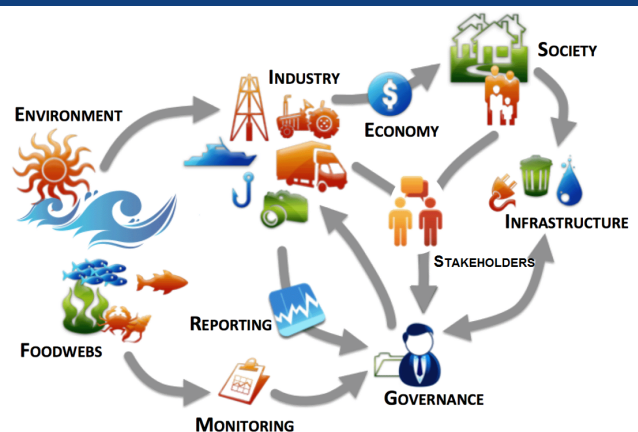 SOCIETY
INDUSTRY
ENVIRONMENT
$
ECONOMY
INFRASTRUCTURE
STAKEHOLDERS
REPORTING
FOODWEBS
GOVERNANCE
MONITORING